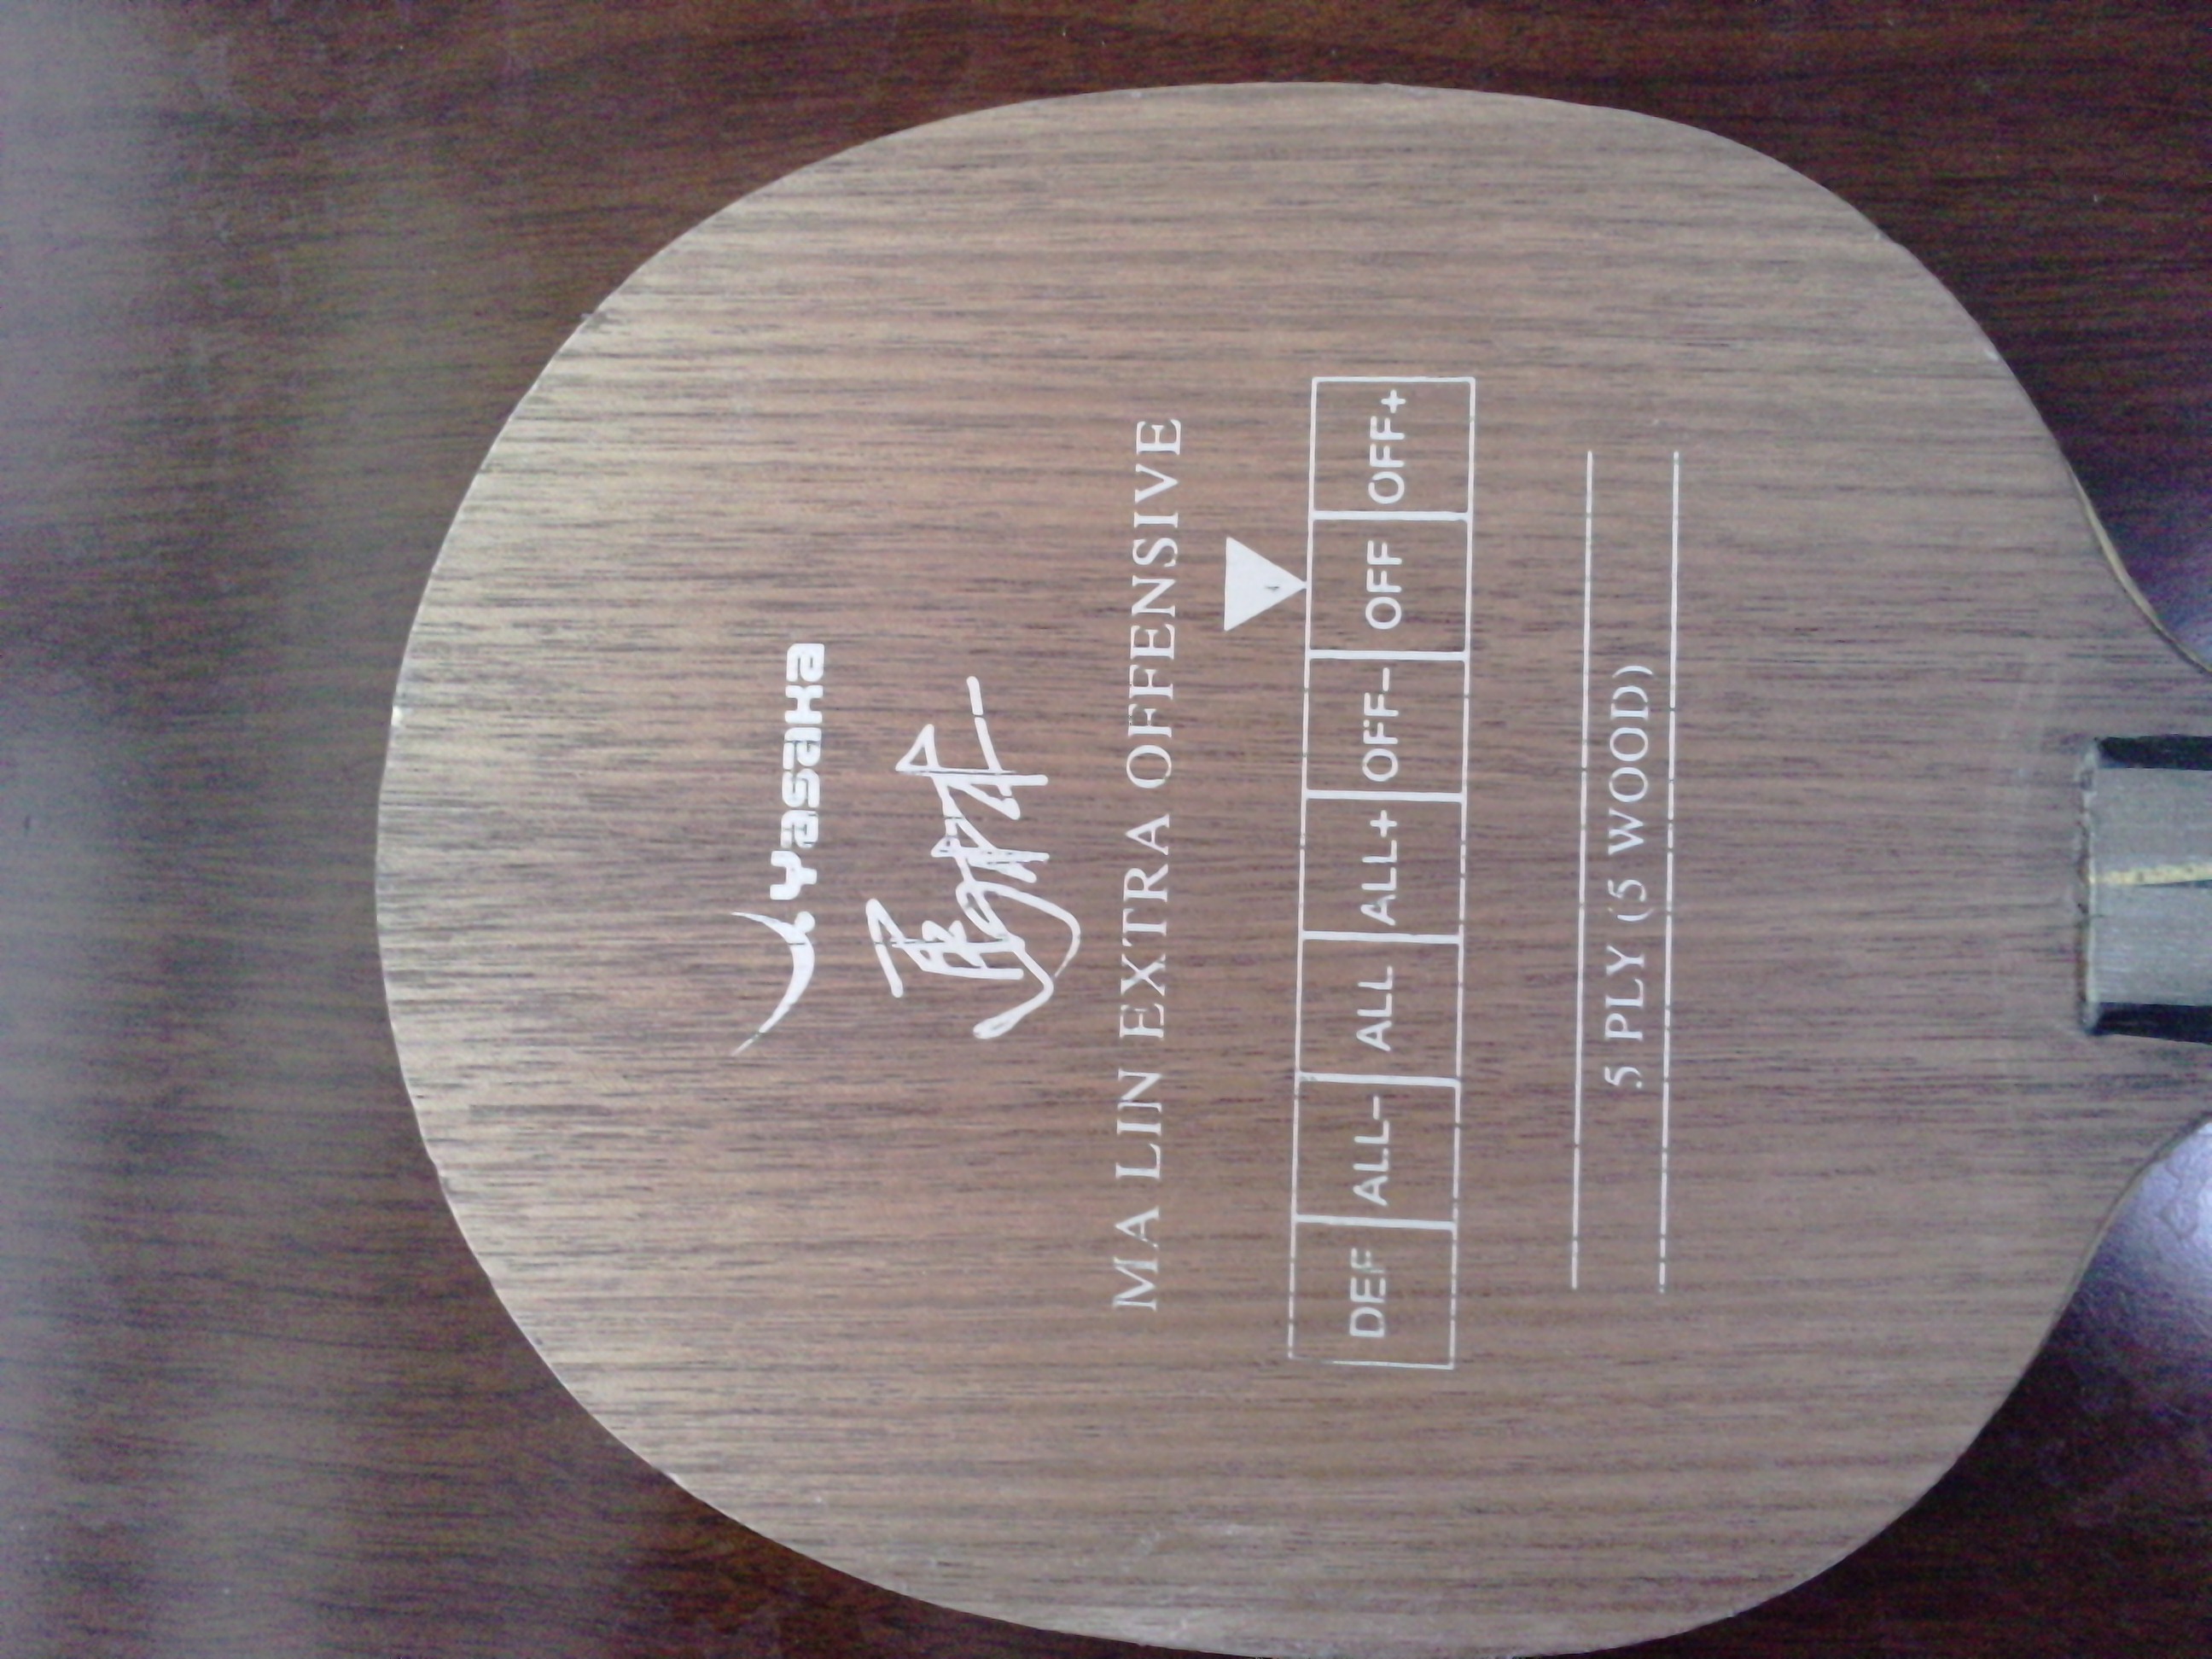 Yasaka
马琳
MA LIN EXTRA OFFENSIVE
DEF ALL- ALL ALL+ OFF- OFF OFF+
5 PLY (5 WOOD)